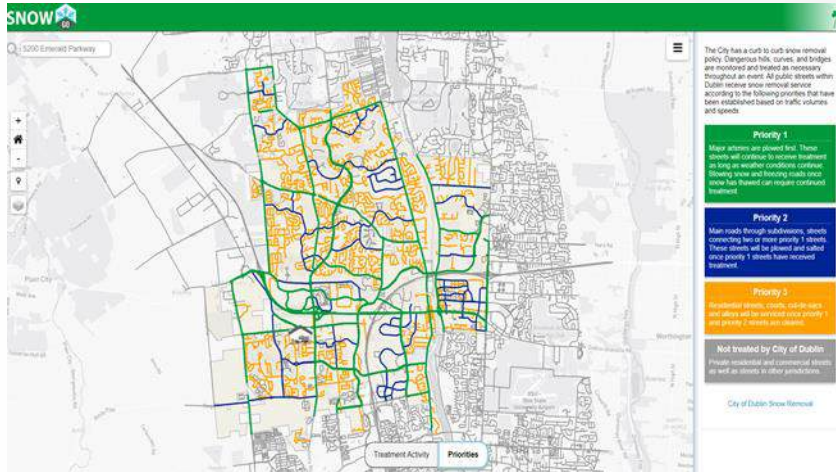 SNOW
GO
5200 Emerald Parkway
+
-
Powell
Plain City
Worthington
Ohio
State
University Airport
Treatment Activity
Priorities
The City has a curb to curb snow removal
policy. Dangerous hills, curves, and bridges
are monitored and treated as necessary
throughout an event. All public streets within
Dublin receive snow removal service
according to the following priorities that have
been established based on traffic volumes
and speeds.
Priority 1
Major arteries are plowed first. These
streets will continue to receive treatment
as long as weather conditions continue.
Blowing snow and freezing roads once
snow has thawed can require continued
treatment
Priority 2
Main roads through subdivisions, streets
connecting two or more priority 1 streets.
These streets will be plowed and salted
once priority 1 streets have received
treatment.
Priority 3
Residential streets, courts, cul-de-sacs
and alleys will be serviced once priority 1
and priority 2 streets are cleared.
Not treated by City of Dublin
Private residential and commercial streets
as well as streets in other jurisdictions.
City of Dublin Snow Removal